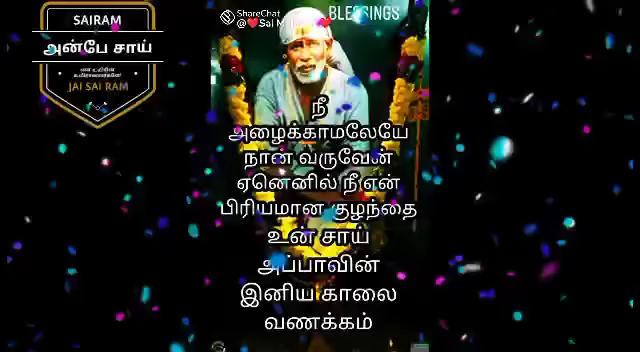 SAIRAM
அன்பே சாய்
JAI SAI RAM
ShareChat
BLESSINGS
நீ
அழைக்காமலேயே
நான் வருவேன்
ஏனெனில் நீ என்
பிரியமான குழந்தை
உன் சாய்
அப்பாவின்
இனிய காலை
வணக்கம்